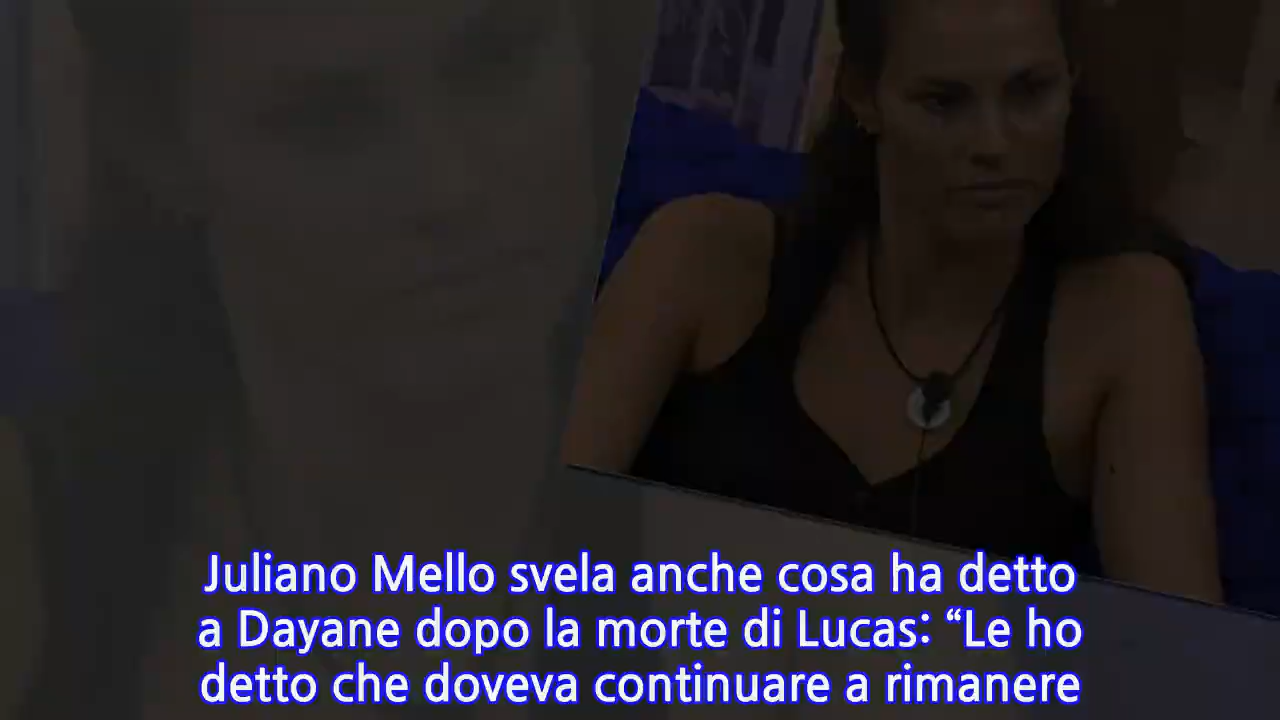 Juliano Mello svela anche cosa ha detto
a Dayane dopo la morte di Lucas: “Le ho
detto che doveva continuare a rimanere